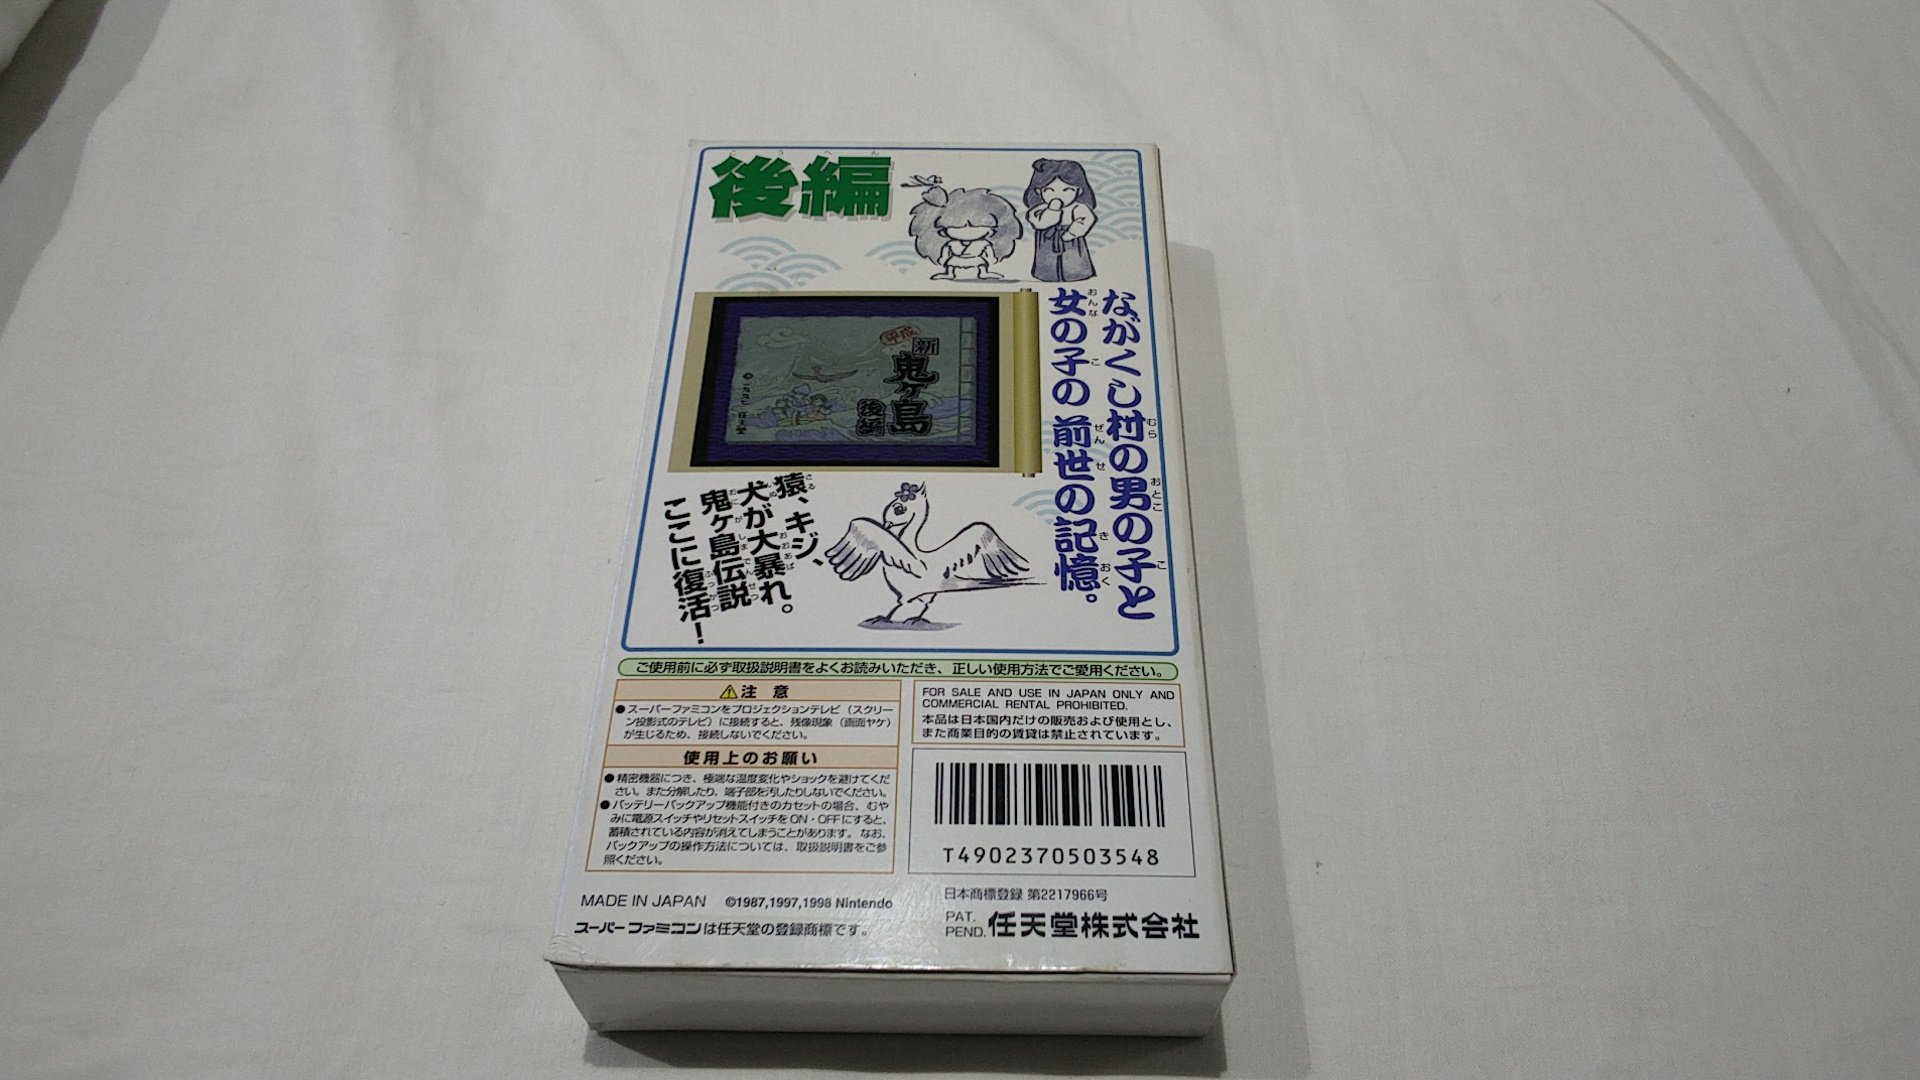 後編
ながくし村の男の子と
女の子の前世の記憶。
平成
新
鬼ヶ島
後編
©一九九七 任天堂
猿、キジ、
犬が大暴れ。
鬼ヶ島伝説
ここに復活!
ご使用前に必ず取扱説明書をよくお読みいただき、正しい使用方法でご愛用ください。
⚠注 意
●スーパーファミコンをプロジェクションテレビ（スクリー
ン投影式のテレビ）に接続すると、残像現象（画面ヤケ）
が生じるため、接続しないでください。
使用上のお願い
●精密機器につき、極端な温度変化やショックを避けてくだ
さい。また分解したり、端子部を汚したりしないでください。
●バッテリーバックアップ機能付きのカセットの場合、むや
みに電源スイッチやリセットスイッチをON・OFFにすると、
蓄積されている内容が消えてしまうことがあります。なお、
バックアップの操作方法については、取扱説明書をご参
照ください。
FOR SALE AND USE IN JAPAN ONLY AND
COMMERCIAL RENTAL PROHIBITED.
本品は日本国内だけの販売および使用とし、
また商業目的の賃貸は禁止されています。
T4902370503548
MADE IN JAPAN ©1987,1997,1998 Nintendo
スーパーファミコンは任天堂の登録商標です。
日本商標登録 第2217966号
PAT.
PEND. 任天堂株式会社